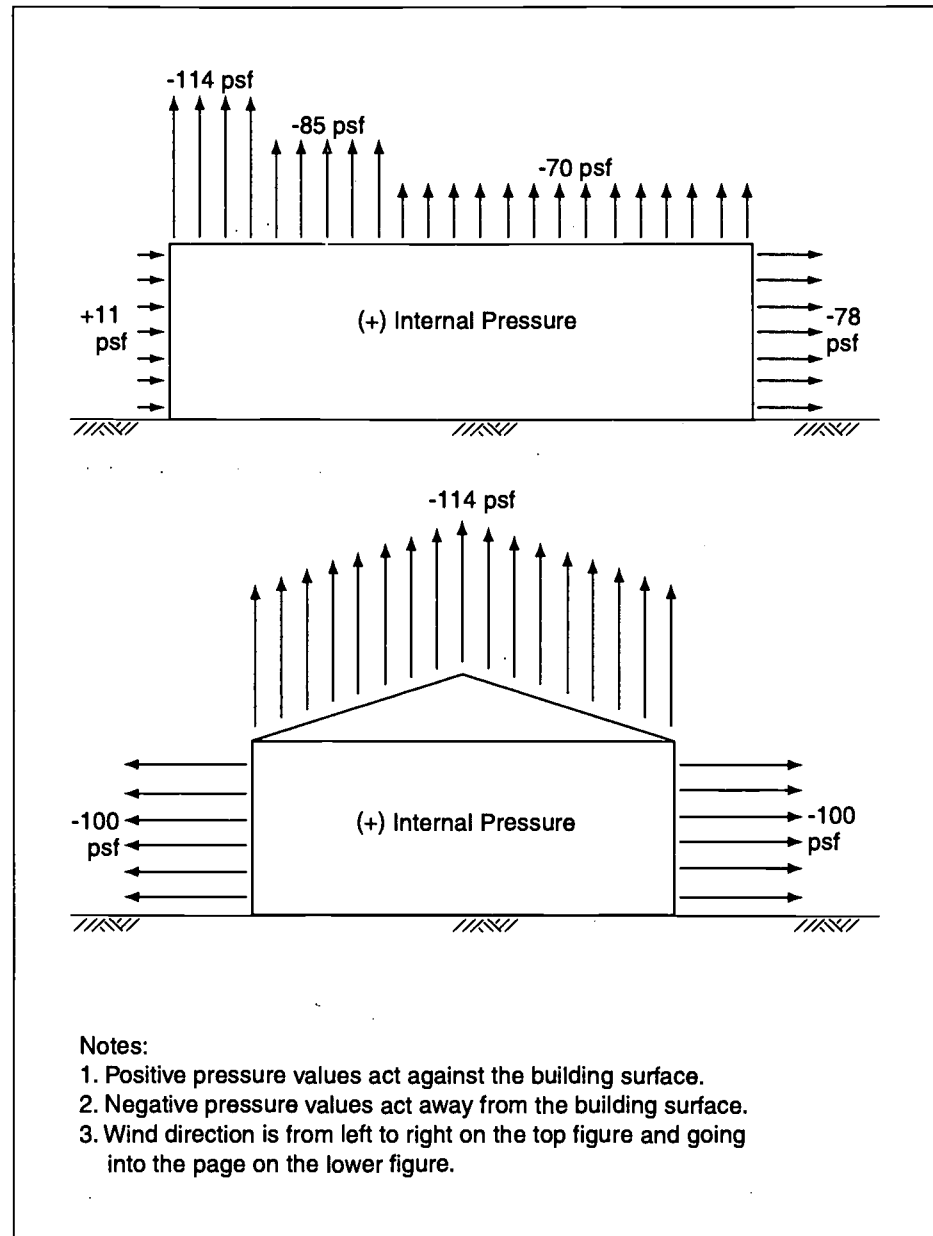 -114 psf
-85 psf
-70 psf
+11
psf
(+) Internal Pressure
-78
psf
-114 psf
-100
psf
(+) Internal Pressure
-100
psf
Notes:
1. Positive pressure values act against the building surface.
2. Negative pressure values act away from the building surface.
3. Wind direction is from left to right on the top figure and going
into the page on the lower figure.